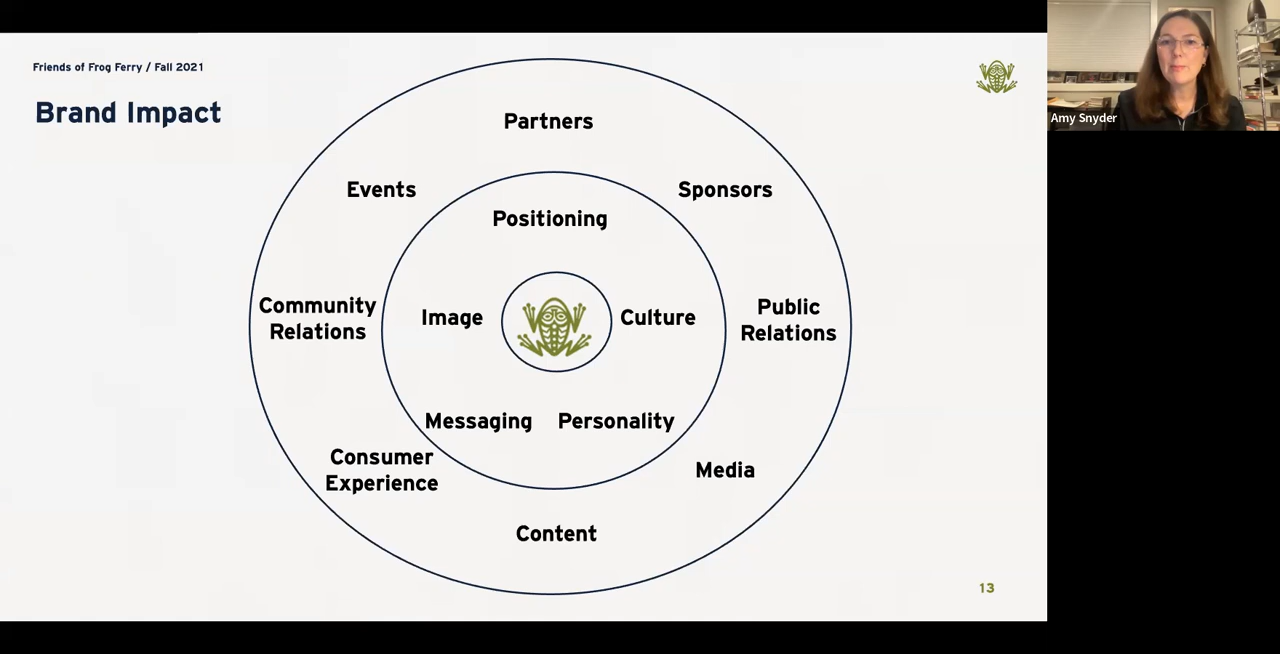 Friends of Frog Ferry / Fall 2021
Brand Impact
Partners
Events
Sponsors
Positioning
Community
Relations
Image
Culture
Public
Relations
Messaging
Personality
Consumer
Experience
Media
Content
13
Amy Snyder